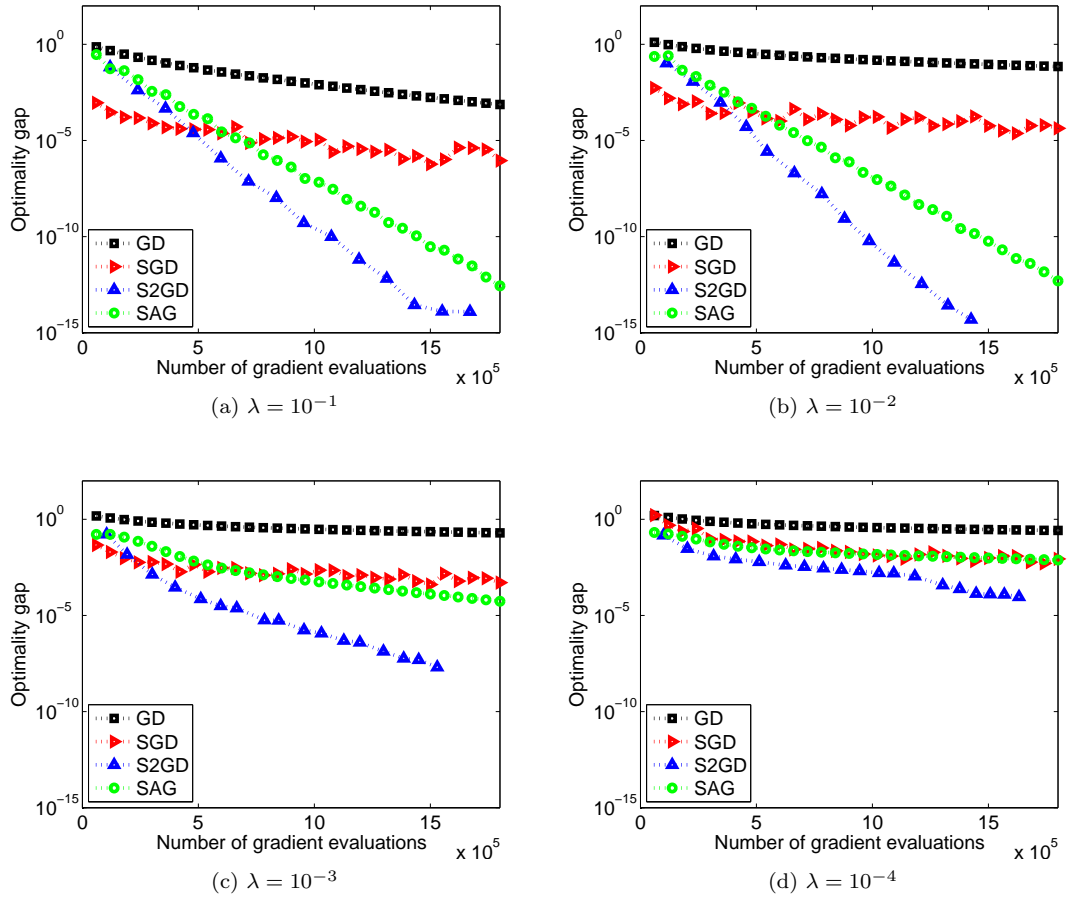 10^0
10^{-5}
10^{-10}
10^{-15}
Optimality gap
GD
SGD
S2GD
SAG
0 5 10 15
Number of gradient evaluations
x 10^5
(a) λ = 10^{-1}
10^0
10^{-5}
10^{-10}
10^{-15}
Optimality gap
GD
SGD
S2GD
SAG
0 5 10 15
Number of gradient evaluations
x 10^5
(b) λ = 10^{-2}
10^0
10^{-5}
10^{-10}
10^{-15}
Optimality gap
GD
SGD
S2GD
SAG
0 5 10 15
Number of gradient evaluations
x 10^5
(c) λ = 10^{-3}
10^0
10^{-5}
10^{-10}
10^{-15}
Optimality gap
GD
SGD
S2GD
SAG
0 5 10 15
Number of gradient evaluations
x 10^5
(d) λ = 10^{-4}